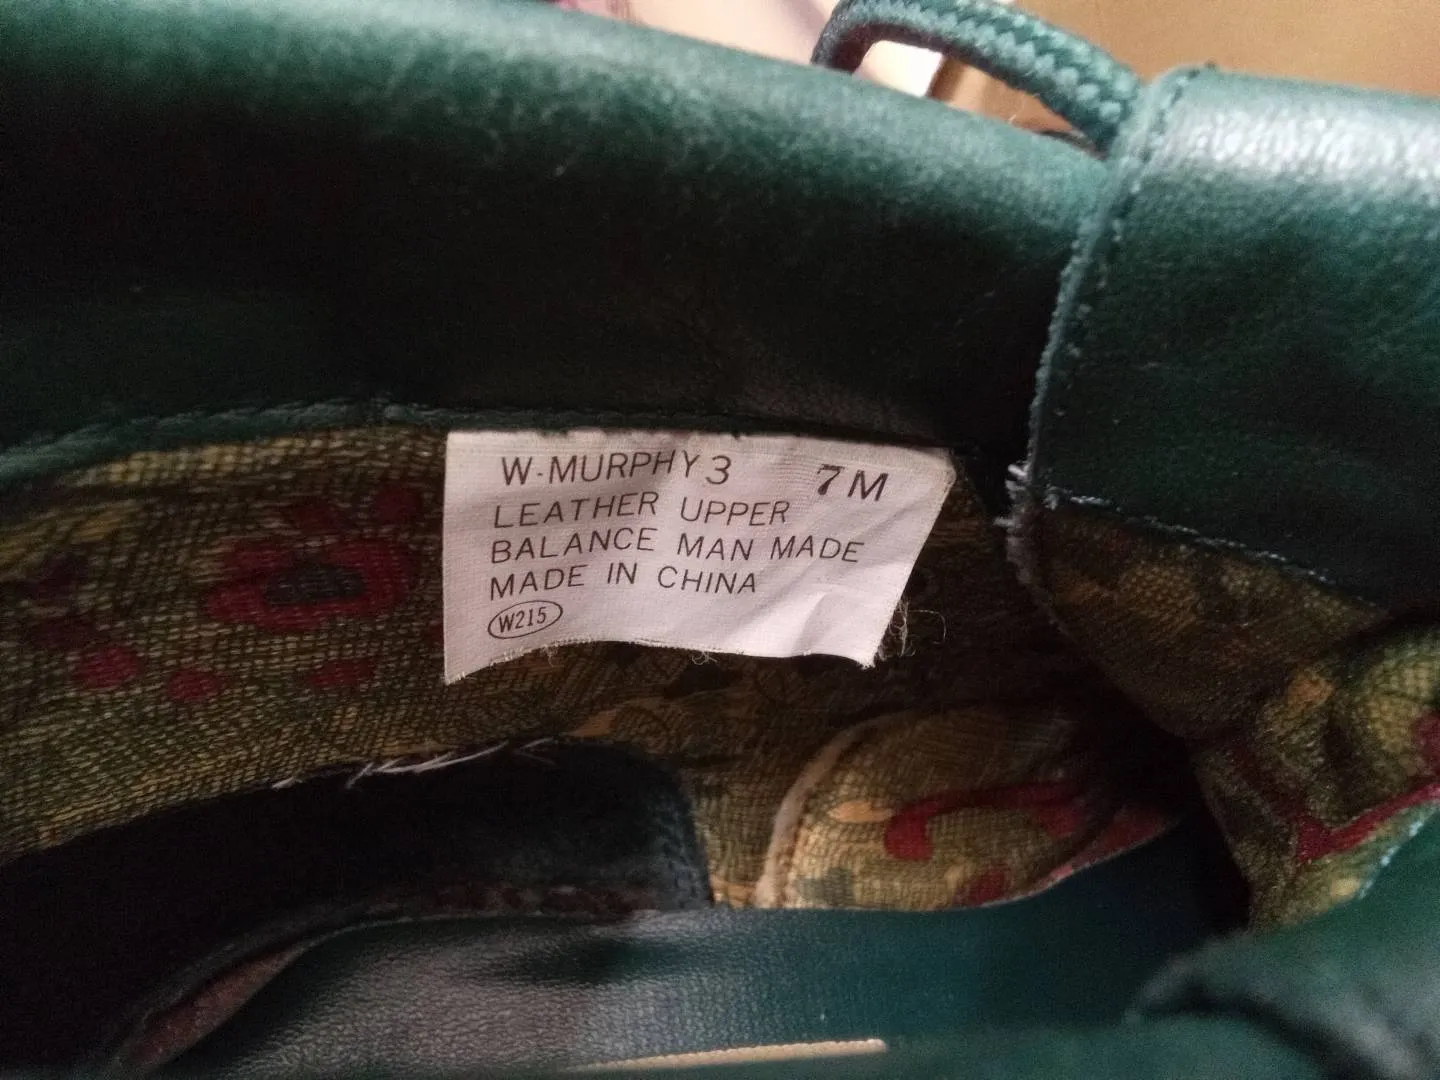 W-MURPHY 3 7M
LEATHER UPPER
BALANCE MAN MADE
MADE IN CHINA
W215